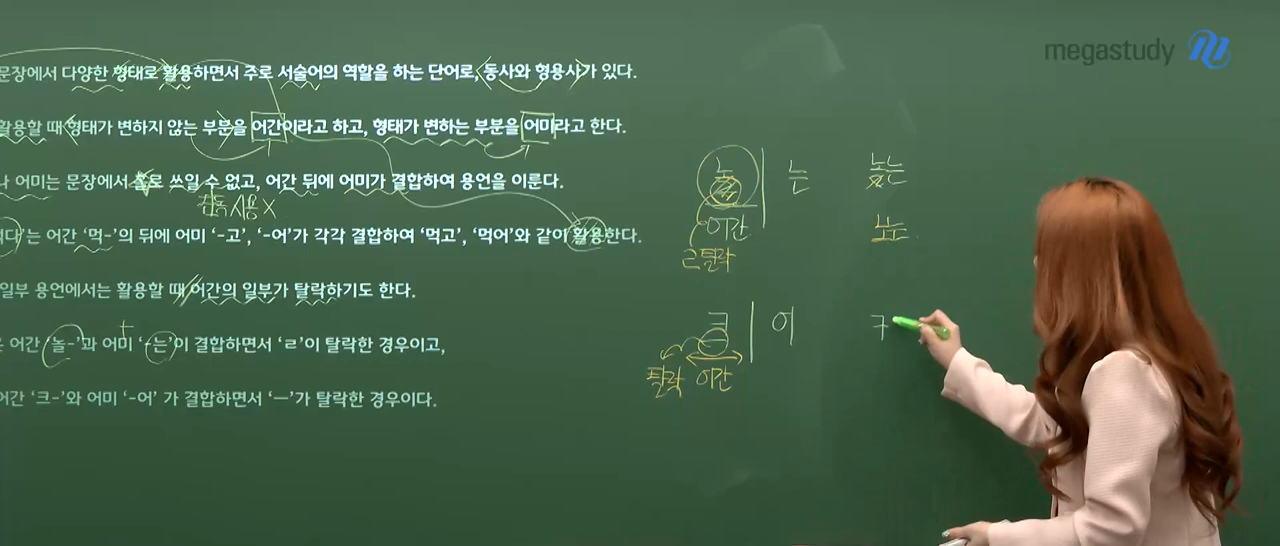 megastudy
문장에서 다양한 형태로 활용하면서 주로 서술어의 역할을 하는 단어로, 동사와 형용사가 있다.
활용할 때 형태가 변하지 않는 부분을 어간이라고 하고, 형태가 변하는 부분을 어미라고 한다.
나 어미는 문장에서 홀로 쓰일 수 없고, 어간 뒤에 어미가 결합하여 용언을 이룬다.
단독 사용 X
다'는 어간 '먹-'의 뒤에 어미 '-고', '-어'가 각각 결합하여 '먹고', '먹어'와 같이 활용한다.
일부 용언에서는 활용할 때 어간의 일부가 탈락하기도 한다.
어간 '놀-'과 어미 '-는'이 결합하면서 'ㄹ'이 탈락한 경우이고,
어간 '크-'와 어미 '-어' 가 결합하면서 'ㅡ'가 탈락한 경우이다.
놀 는 놀는
어간 노는
ㄹ탈락
크 어 ㅋ
탈락 어간